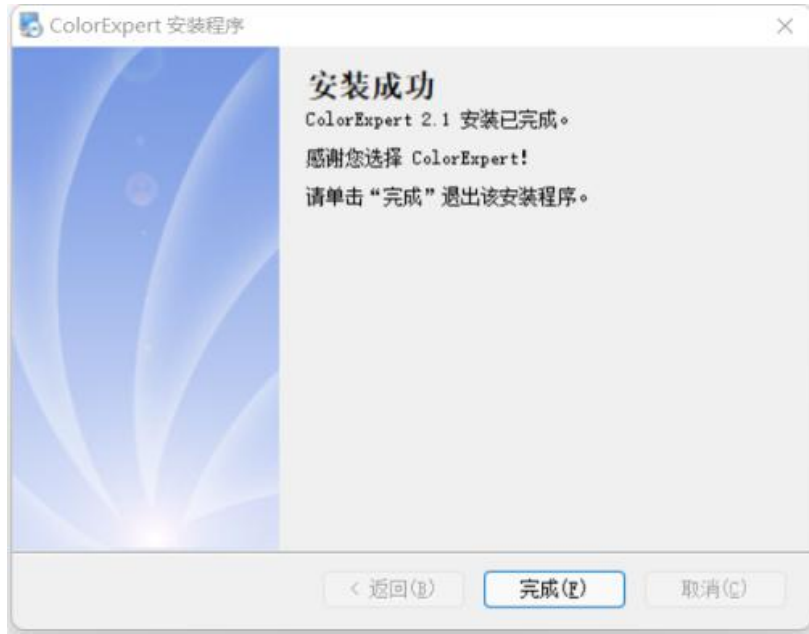 ColorExpert 安装程序
安装成功
ColorExpert 2.1 安装已完成。
感谢您选择 ColorExpert!
请单击“完成”退出该安装程序。
< 返回(B) 完成(F) 取消(C)